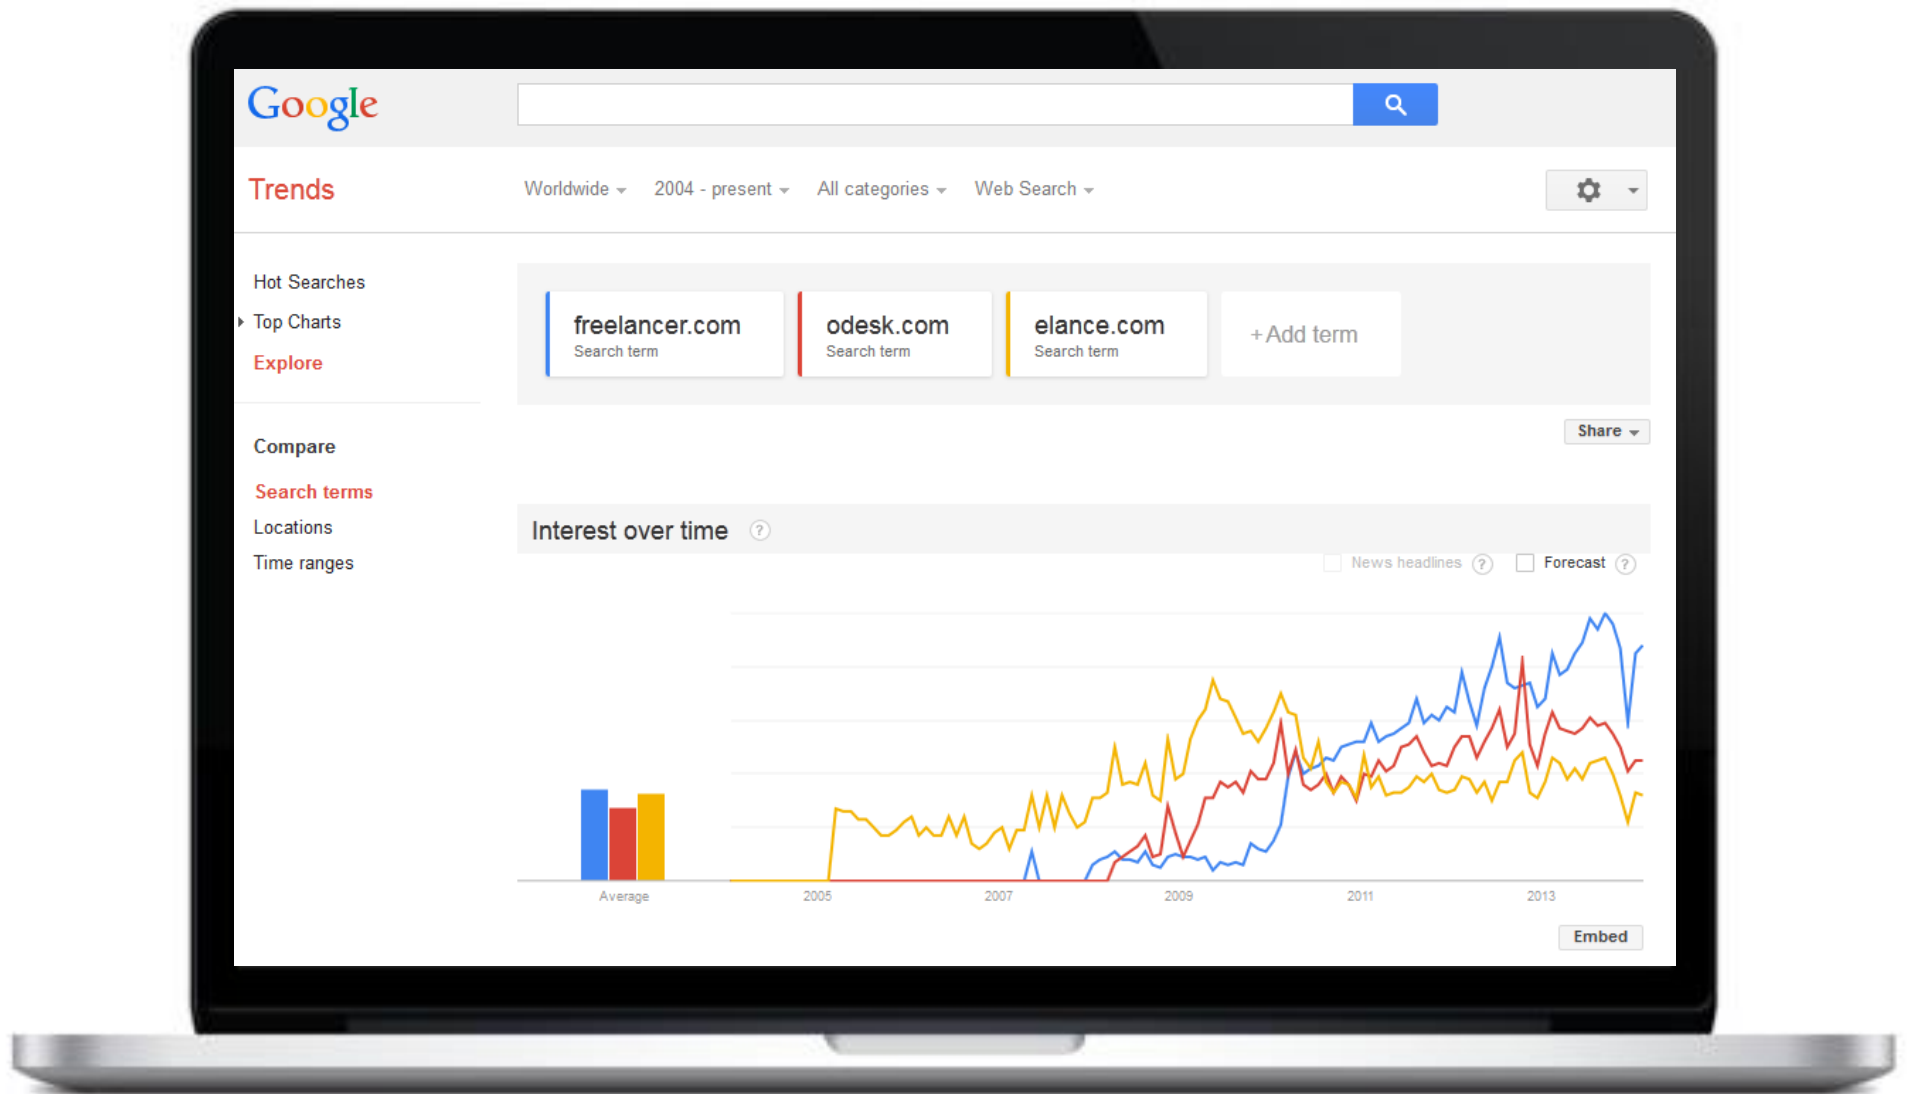 Google
Trends
Worldwide 2004 - present All categories Web Search
Hot Searches
Top Charts
Explore
Compare
Search terms
Locations
Time ranges
freelancer.com
Search term
odesk.com
Search term
elance.com
Search term
+Add term
Share
Interest over time ?
News headlines ? Forecast ?
Average 2005 2007 2009 2011 2013
Embed